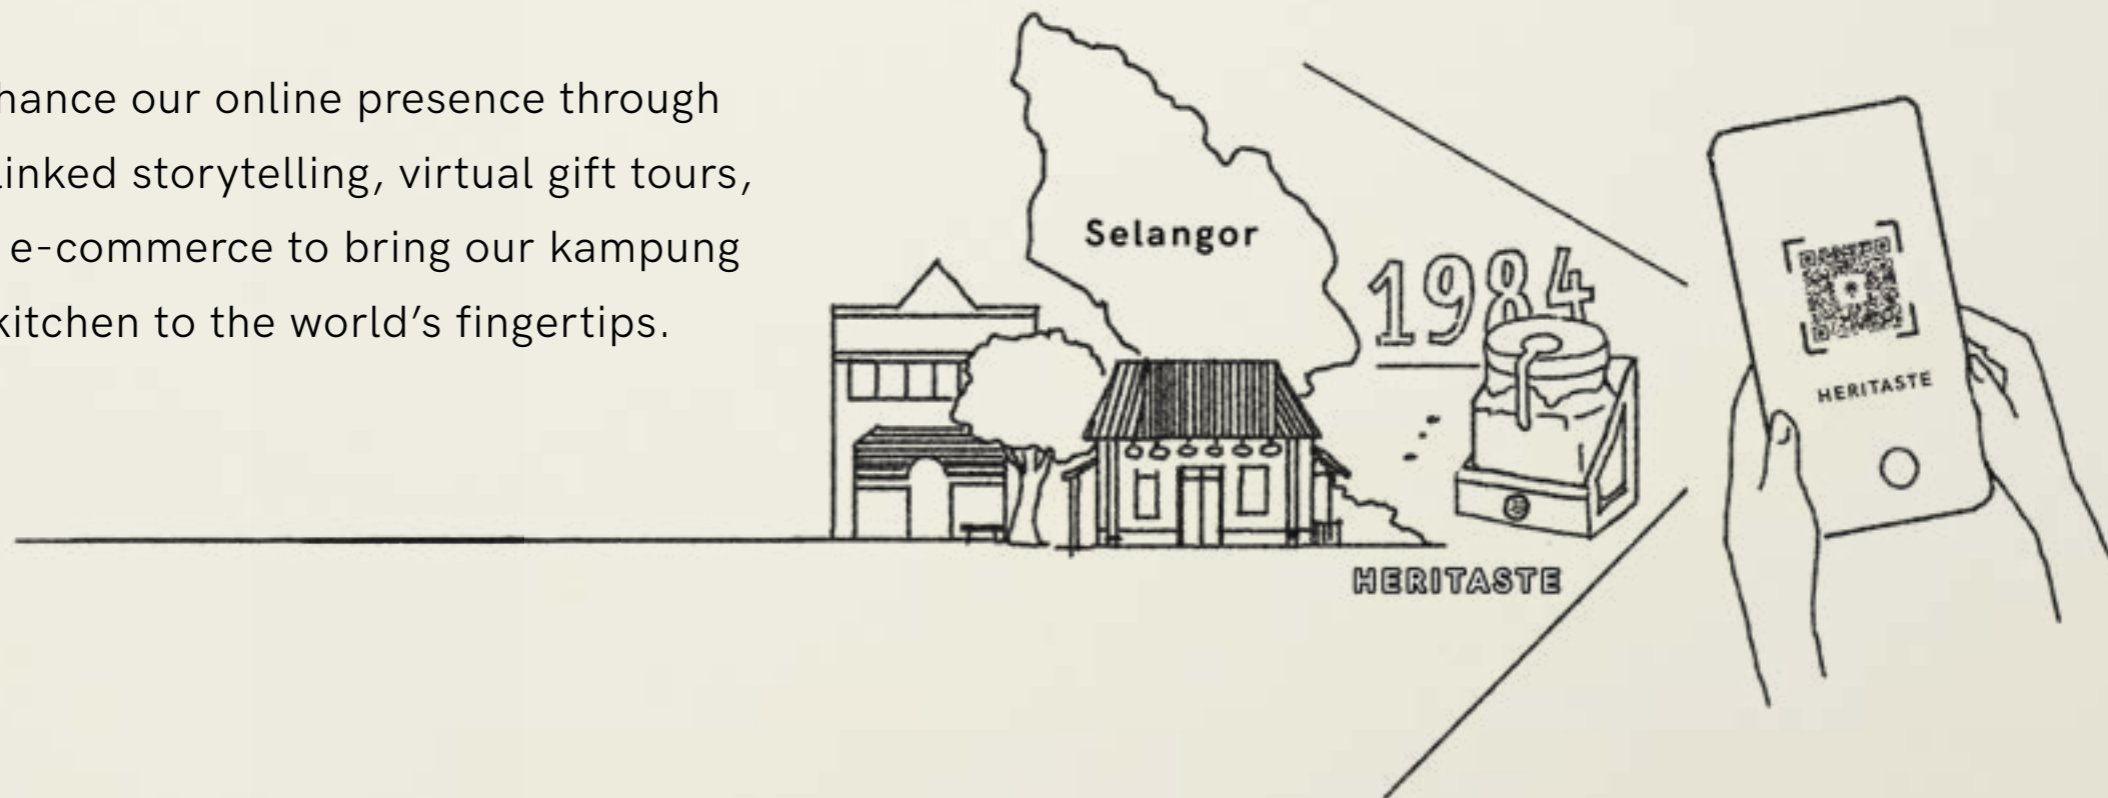 hance our online presence through
linked storytelling, virtual gift tours,
e-commerce to bring our kampung
kitchen to the world's fingertips.
Selangor
1984
HERITASTE
HERITASTE